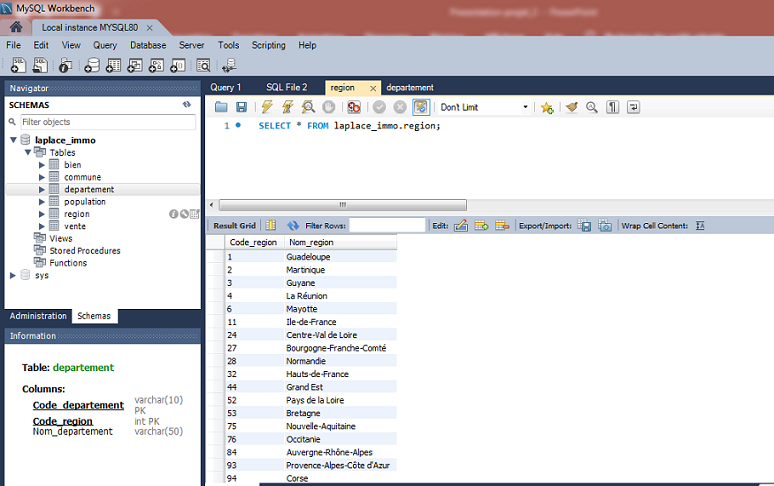 MySQL Workbench
Local instance MYSQL80
File Edit View Query Database Server Tools Scripting Help
Navigator
SCHEMAS
Filter objects
laplace_immo
Tables
bien
commune
departement
population
region
vente
Views
Stored Procedures
Functions
sys
Administration Schemas
Information
Table: departement
Columns:
Code_departement varchar(10)
PK
Code_region int PK
Nom_departement varchar(50)
Query 1 SQL File 2 region departement
Don't Limit
1 SELECT * FROM laplace_immo.region;
Result Grid Filter Rows: Edit: Export/Import: Wrap Cell Content:
Code_region Nom_region
1 Guadeloupe
2 Martinique
3 Guyane
4 La Réunion
6 Mayotte
11 Ile-de-France
24 Centre-Val de Loire
27 Bourgogne-Franche-Comté
28 Normandie
32 Hauts-de-France
44 Grand Est
52 Pays de la Loire
53 Bretagne
75 Nouvelle-Aquitaine
76 Occitanie
84 Auvergne-Rhône-Alpes
93 Provence-Alpes-Côte d'Azur
94 Corse